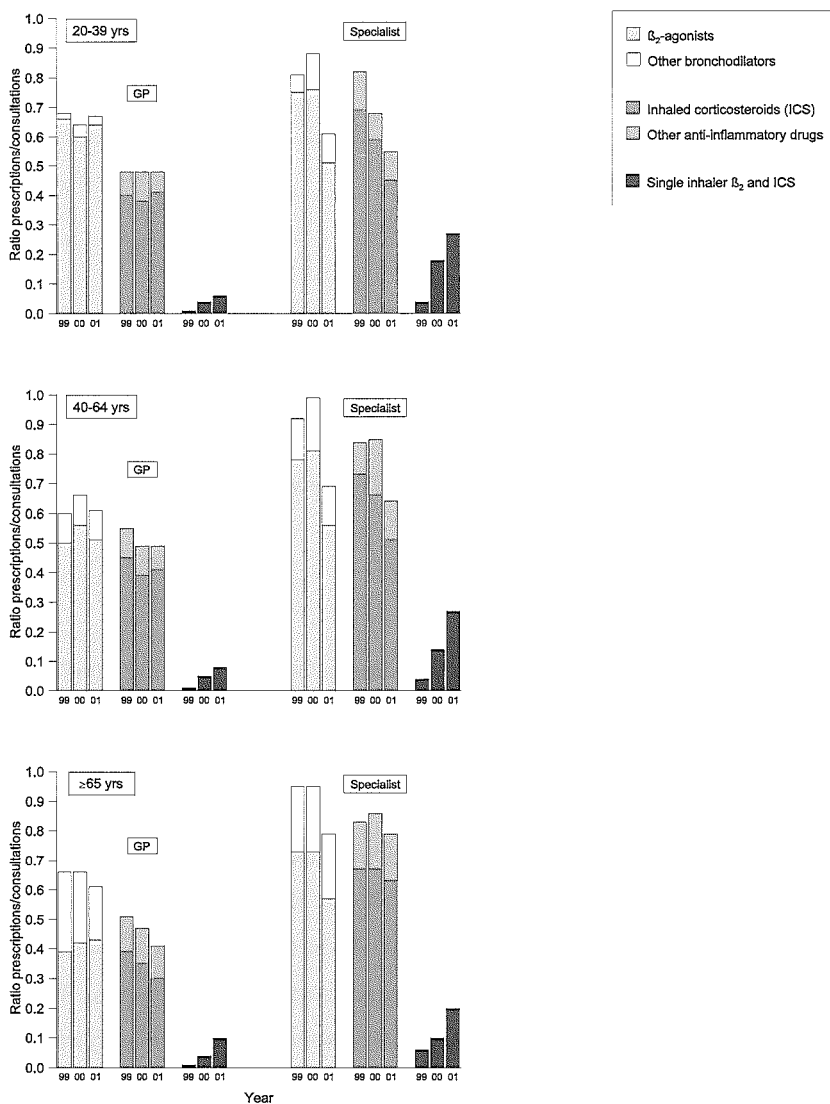 20-39 yrs
GP
Specialist
Ratio prescriptions/consultations
1.0
0.9
0.8
0.7
0.6
0.5
0.4
0.3
0.2
0.1
0.0
99 00 01
99 00 01
99 00 01
99 00 01
99 00 01
99 00 01
ß₂-agonists
Other bronchodilators
Inhaled corticosteroids (ICS)
Other anti-inflammatory drugs
Single inhaler ß₂ and ICS
40-64 yrs
GP
Specialist
Ratio prescriptions/consultations
1.0
0.9
0.8
0.7
0.6
0.5
0.4
0.3
0.2
0.1
0.0
99 00 01
99 00 01
99 00 01
99 00 01
99 00 01
99 00 01
≥65 yrs
GP
Specialist
Ratio prescriptions/consultations
1.0
0.9
0.8
0.7
0.6
0.5
0.4
0.3
0.2
0.1
0.0
99 00 01
99 00 01
99 00 01
99 00 01
99 00 01
99 00 01
Year